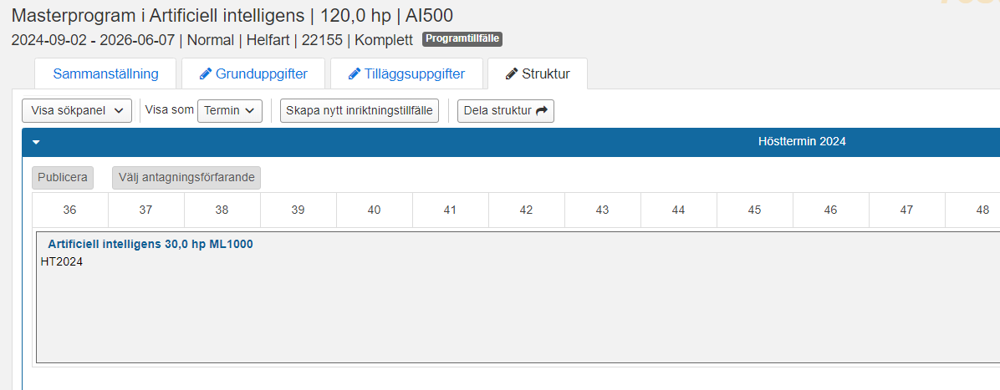 Masterprogram i Artificiell intelligens | 120,0 hp | AI500
2024-09-02 - 2026-06-07 | Normal | Helfart | 22155 | Komplett Programtillfälle
Sammanställning Grunduppgifter Tilläggsuppgifter Struktur
Visa sökpanel Visa som Termin Skapa nytt inriktningstillfälle Dela struktur
Hösttermin 2024
Publicera Välj antagningsförfarande
36 37 38 39 40 41 42 43 44 45 46 47 48
Artificiell intelligens 30,0 hp ML1000
HT2024